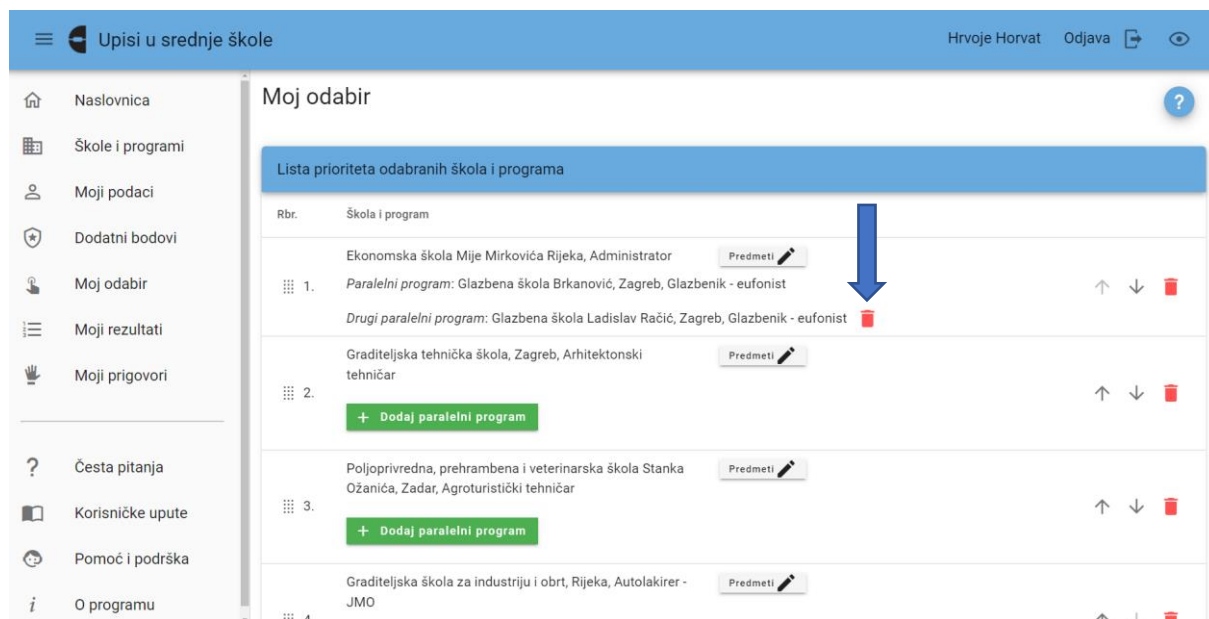 Upisi u srednje škole
Hrvoje Horvat Odjava
Naslovnica
Škole i programi
Moji podaci
Dodatni bodovi
Moj odabir
Moji rezultati
Moji prigovori
?
Česta pitanja
Korisničke upute
Pomoć i podrška
i
O programu
Moj odabir
?
Lista prioriteta odabranih škola i programa
Rbr. Škola i program
1.
Ekonomska škola Mije Mirkovića Rijeka, Administrator Predmeti
Paralelni program: Glazbena škola Brkanović, Zagreb, Glazbenik - eufonist
Drugi paralelni program: Glazbena škola Ladislav Račić, Zagreb, Glazbenik - eufonist
2.
Graditeljska tehnička škola, Zagreb, Arhitektonski Predmeti
tehničar
+ Dodaj paralelni program
3.
Poljoprivredna, prehrambena i veterinarska škola Stanka Predmeti
Ožanića, Zadar, Agroturistički tehničar
+ Dodaj paralelni program
Graditeljska škola za industriju i obrt, Rijeka, Autolakirer - Predmeti
JMO